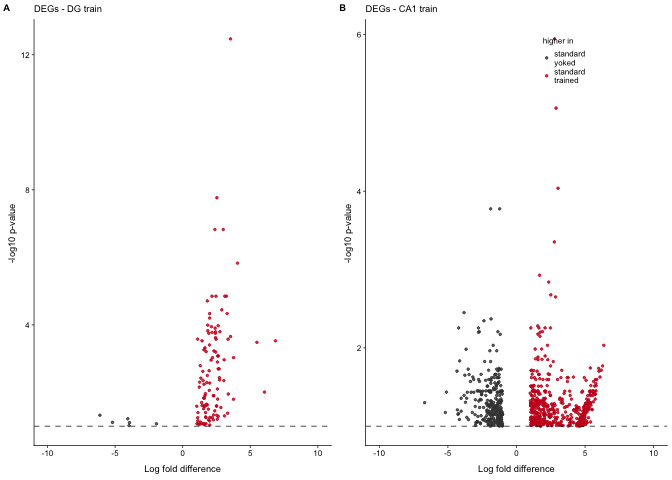 A
DEGs - DG train
12
8
4
-log10 p-value
-10
-5
0
5
10
Log fold difference
B
DEGs - CA1 train
6
4
2
-log10 p-value
higher in
standard
yoked
standard
trained
-10
-5
0
5
10
Log fold difference